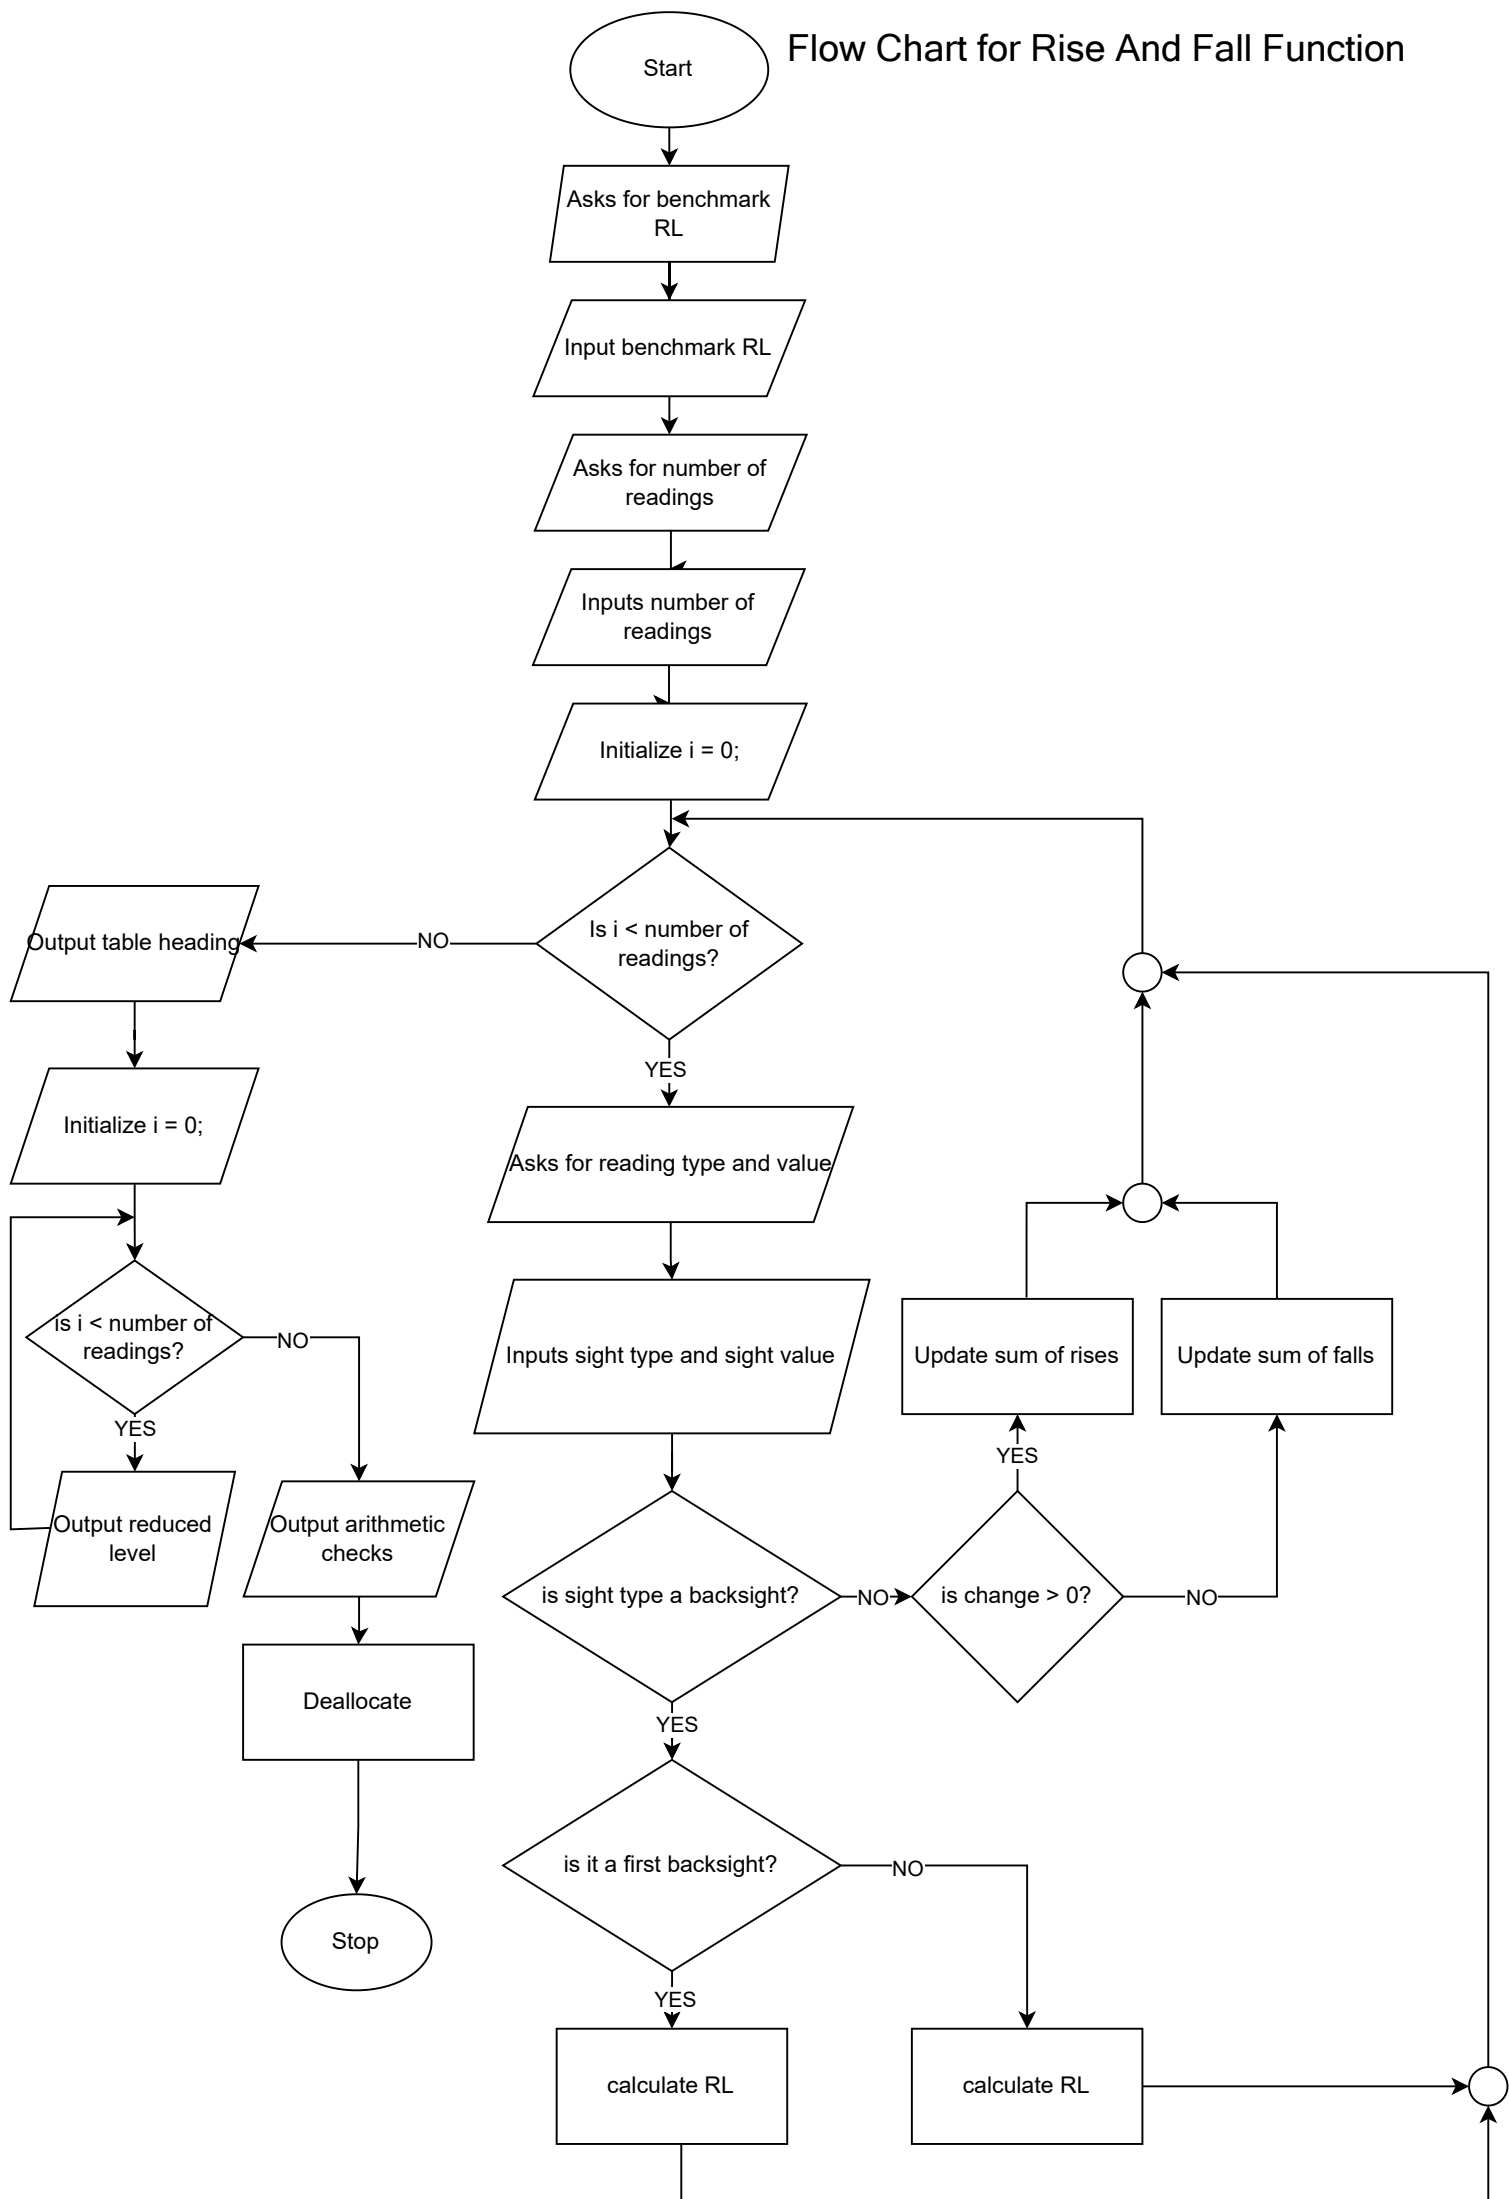 Flow Chart for Rise And Fall Function
Start
Asks for benchmark
RL
Input benchmark RL
Asks for number of
readings
Inputs number of
readings
Initialize i = 0;
Is i < number of
readings?
NO
Output table heading
YES
Initialize i = 0;
Asks for reading type and value
is i < number of
readings?
NO
YES
Output reduced
level
Output arithmetic
checks
Deallocate
Stop
Inputs sight type and sight value
Update sum of rises
Update sum of falls
YES
is sight type a backsight?
NO
is change > 0?
NO
YES
is it a first backsight?
NO
YES
calculate RL
calculate RL